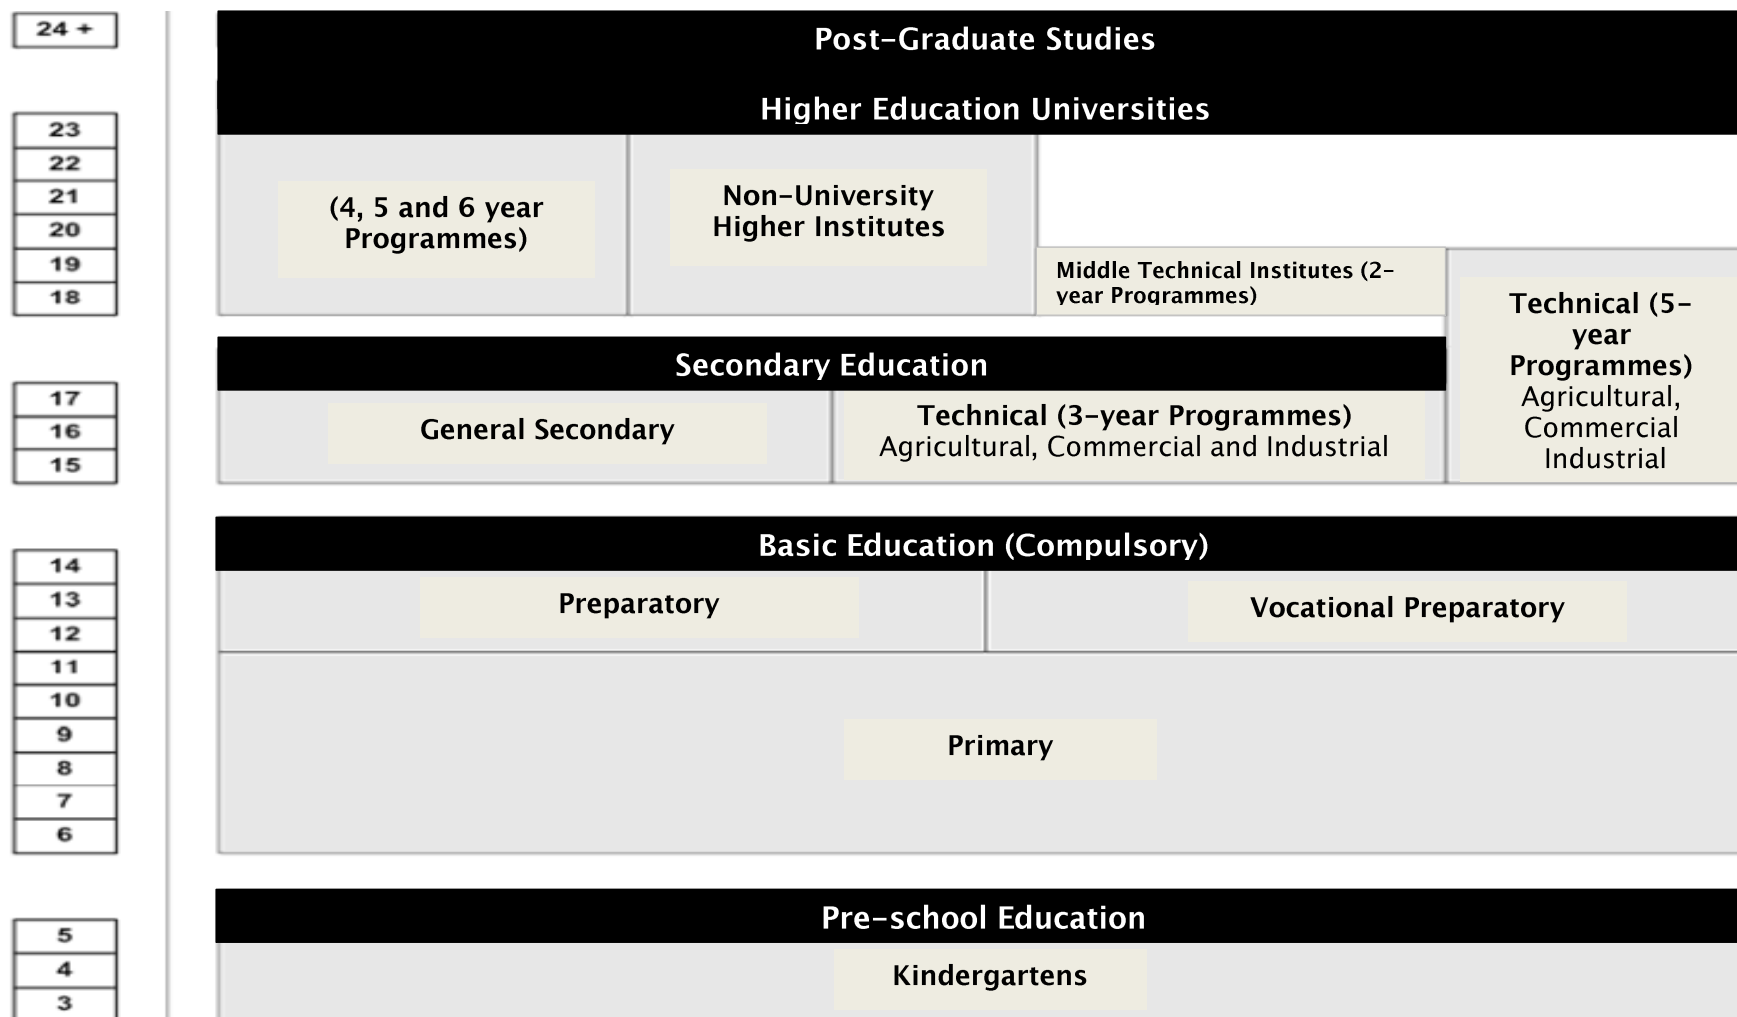 24 +
Post-Graduate Studies
Higher Education Universities
23
22
21
20
19
18
(4, 5 and 6 year
Programmes)
Non-University
Higher Institutes
Middle Technical Institutes (2-
year Programmes)
Technical (5-
year
Programmes)
Agricultural,
Commercial
Industrial
Secondary Education
17
16
15
General Secondary
Technical (3-year Programmes)
Agricultural, Commercial and Industrial
Basic Education (Compulsory)
14
13
12
11
10
9
8
7
6
Preparatory
Vocational Preparatory
Primary
Pre-school Education
5
4
3
Kindergartens